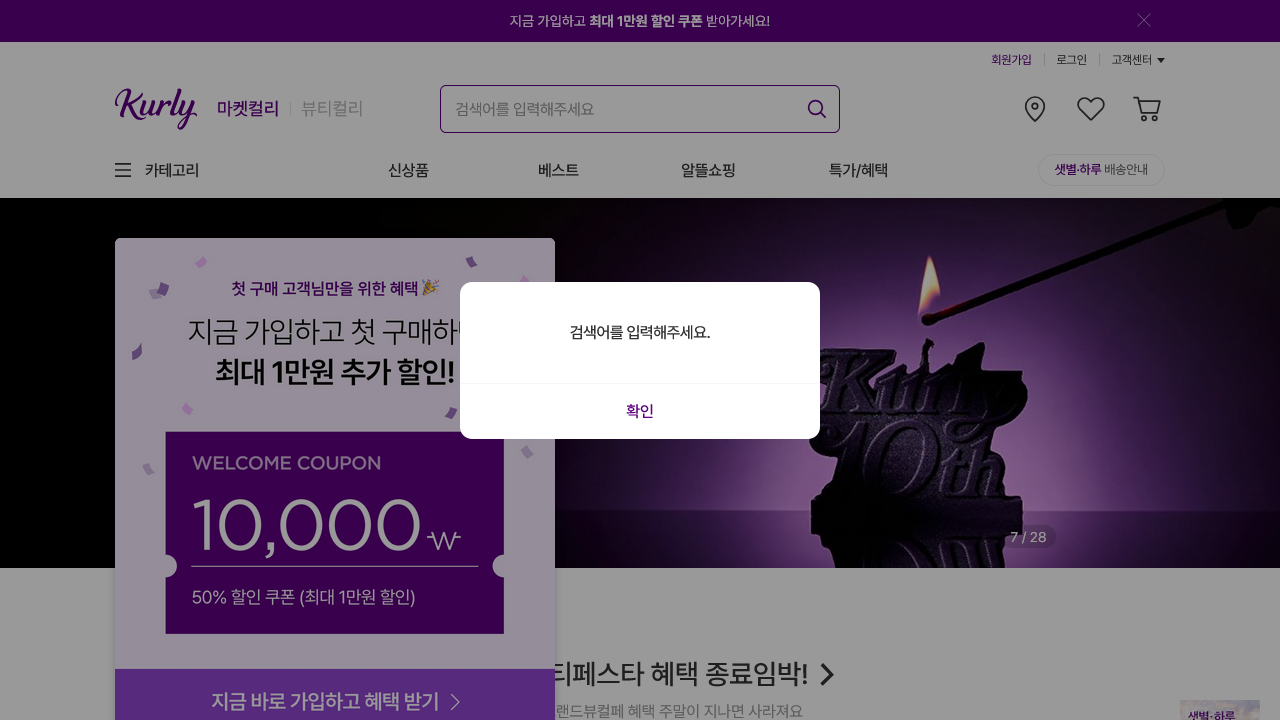 지금 가입하고 최대 1만원 할인 쿠폰 받아가세요!
회원가입 로그인 고객센터
Kurly 마켓컬리 뷰티컬리 검색어를 입력해주세요
카테고리 신상품 베스트 알뜰쇼핑 특가/혜택 샛별·하루 배송안내
첫 구매 고객님만을 위한 혜택
지금 가입하고 첫 구매하
최대 1만원 추가 할인!
검색어를 입력해주세요.
확인
Kurly
10th
WELCOME COUPON
10,000₩
7 / 28
50% 할인 쿠폰 (최대 1만원 할인)
티페스타 혜택 종료임박!
지금 바로 가입하고 혜택 받기
랜드뷰컬페 혜택 주말이 지나면 사라져요
샛별·하루